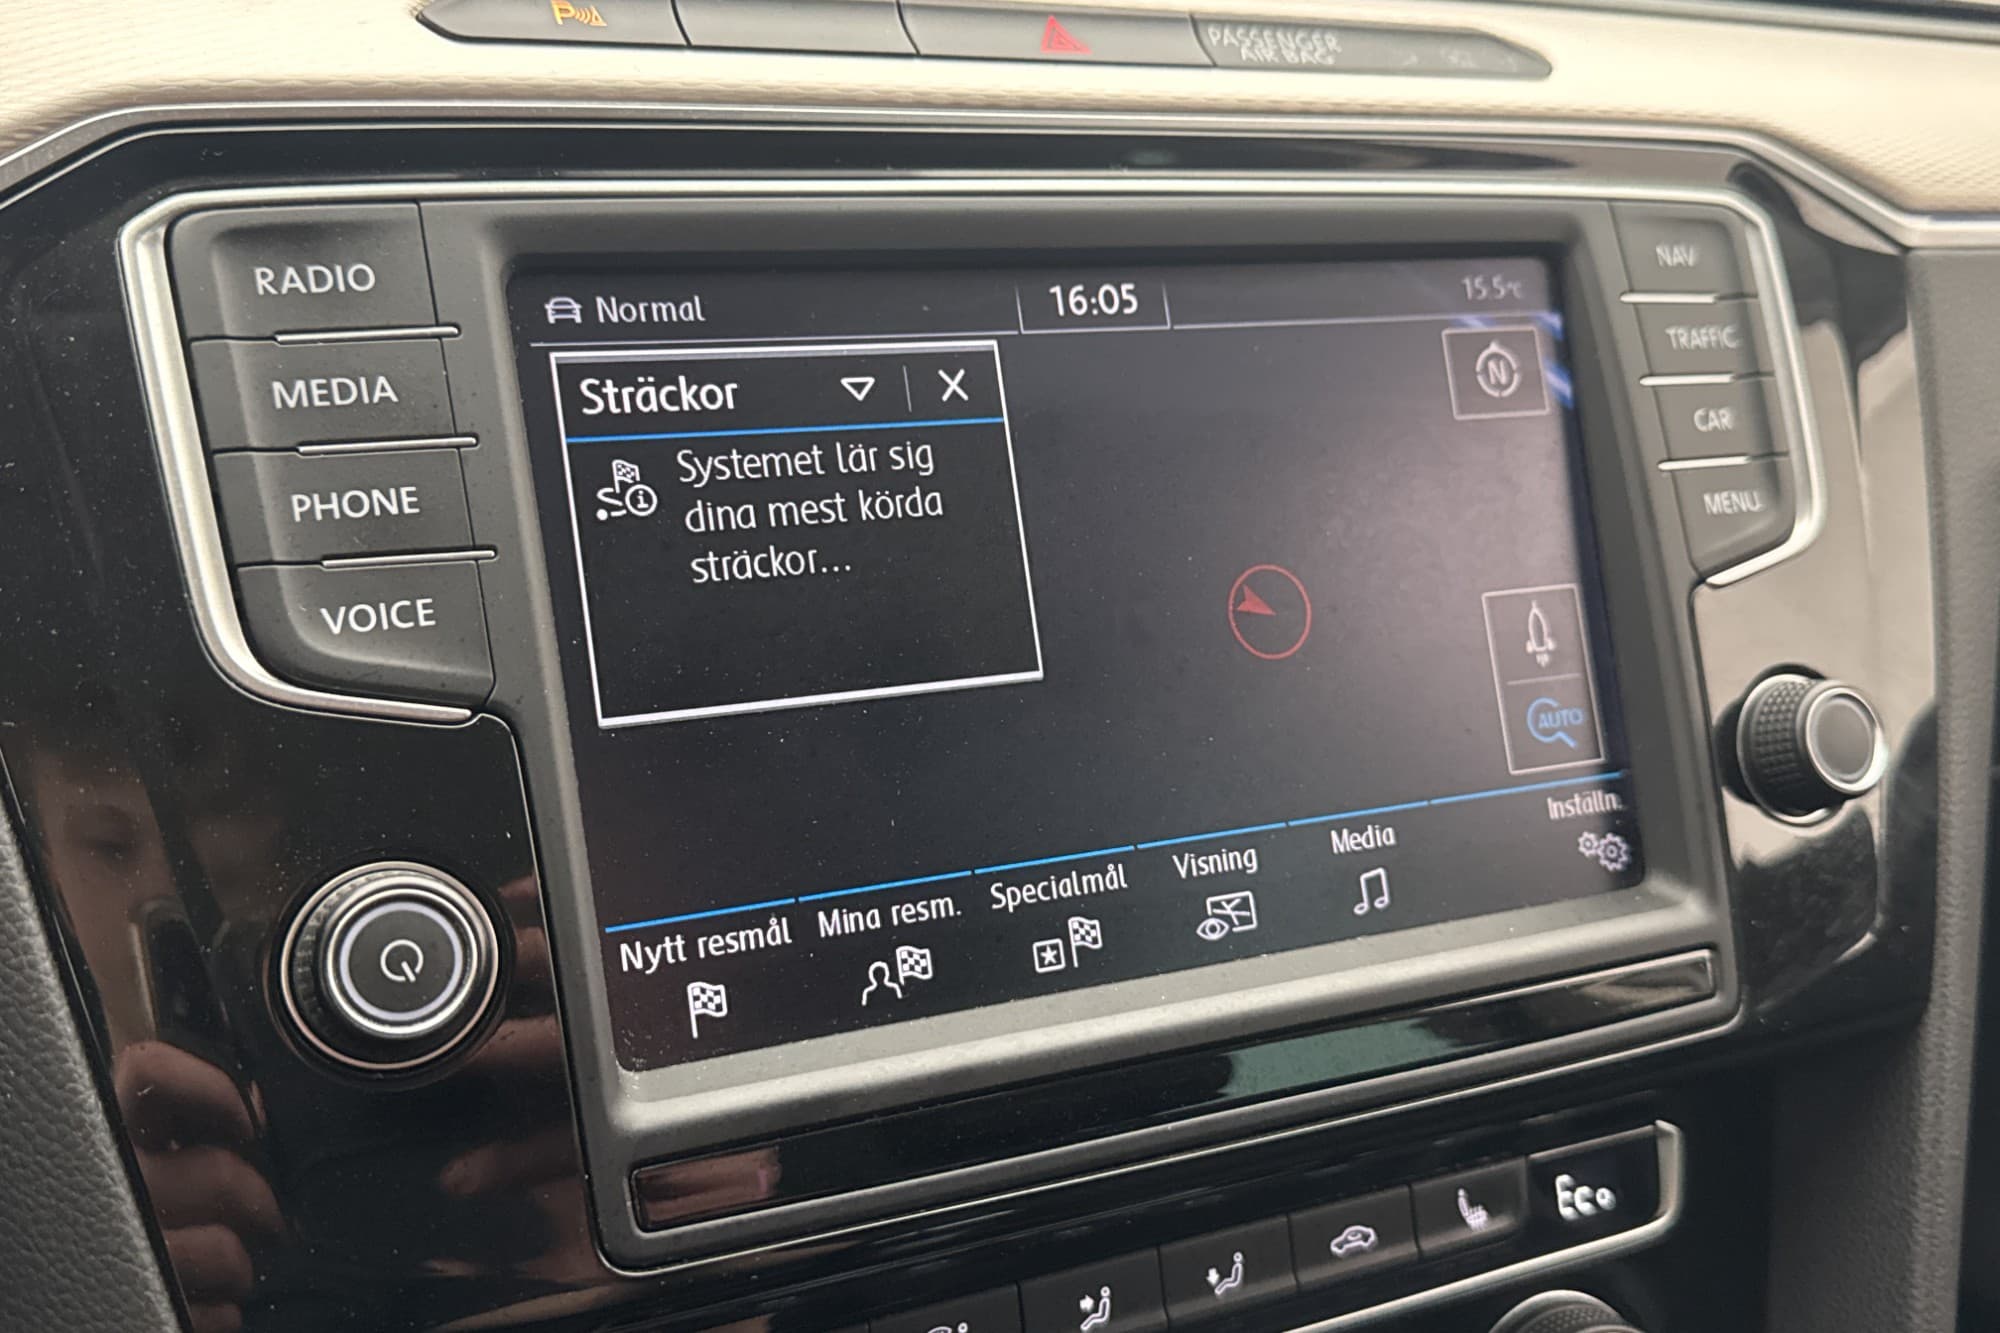 P
PASSENGER
AIR BAG
RADIO
MEDIA
PHONE
VOICE
Normal
16:05
15.5°C
Sträckor
X
Systemet lär sig
dina mest körda
sträckor...
N
AUTO
Nytt resmål
Mina resm.
Specialmål
Visning
Media
Inställn.
NAV
TRAFFIC
CAR
MENU
Eco